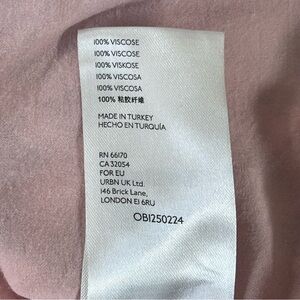 100% VISCOSE
100% VISCOSE
100% VISKOSE
100% VISCOSA
100% VISCOSA
100% 粘胶纤维
MADE IN TURKEY
HECHO EN TURQUÍA
RN 66170
CA 32054
FOR EU
URBN UK Ltd.
146 Brick Lane,
LONDON E1 6RU
OB1250224